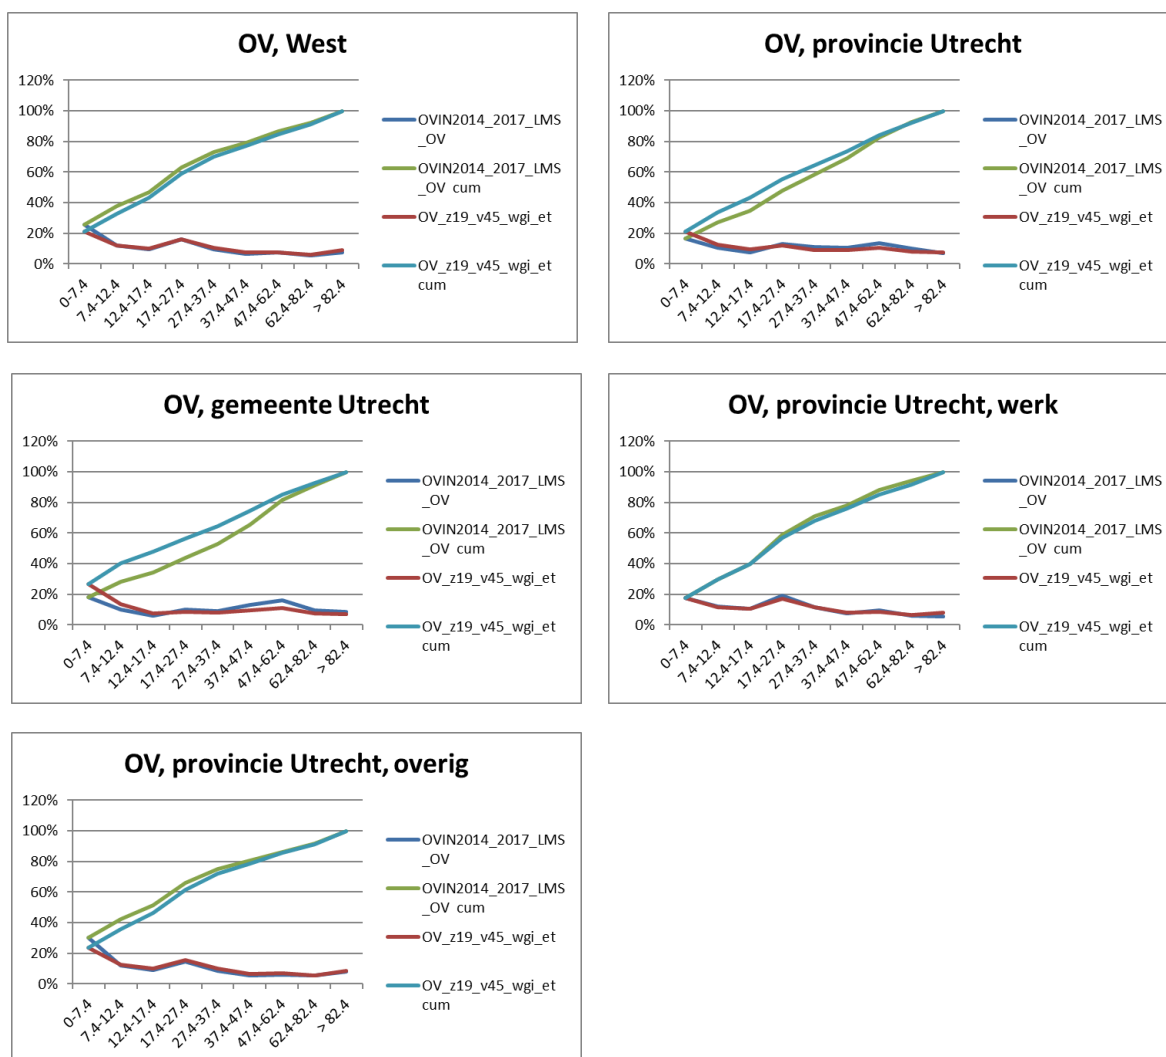 OV, West
120%
100%
80%
60%
40%
20%
0%
0-7.4
7.4-12.4
12.4-17.4
17.4-27.4
27.4-37.4
37.4-47.4
47.4-62.4
62.4-82.4
> 82.4
OVIN2014_2017_LMS
_OV
OVIN2014_2017_LMS
_OV cum
OV_z19_v45_wgi_et
OV_z19_v45_wgi_et
cum
OV, provincie Utrecht
120%
100%
80%
60%
40%
20%
0%
0-7.4
7.4-12.4
12.4-17.4
17.4-27.4
27.4-37.4
37.4-47.4
47.4-62.4
62.4-82.4
> 82.4
OVIN2014_2017_LMS
_OV
OVIN2014_2017_LMS
_OV cum
OV_z19_v45_wgi_et
OV_z19_v45_wgi_et
cum
OV, gemeente Utrecht
120%
100%
80%
60%
40%
20%
0%
0-7.4
7.4-12.4
12.4-17.4
17.4-27.4
27.4-37.4
37.4-47.4
47.4-62.4
62.4-82.4
> 82.4
OVIN2014_2017_LMS
_OV
OVIN2014_2017_LMS
_OV cum
OV_z19_v45_wgi_et
OV_z19_v45_wgi_et
cum
OV, provincie Utrecht, werk
120%
100%
80%
60%
40%
20%
0%
0-7.4
7.4-12.4
12.4-17.4
17.4-27.4
27.4-37.4
37.4-47.4
47.4-62.4
62.4-82.4
> 82.4
OVIN2014_2017_LMS
_OV
OVIN2014_2017_LMS
_OV cum
OV_z19_v45_wgi_et
OV_z19_v45_wgi_et
cum
OV, provincie Utrecht, overig
120%
100%
80%
60%
40%
20%
0%
0-7.4
7.4-12.4
12.4-17.4
17.4-27.4
27.4-37.4
37.4-47.4
47.4-62.4
62.4-82.4
> 82.4
OVIN2014_2017_LMS
_OV
OVIN2014_2017_LMS
_OV cum
OV_z19_v45_wgi_et
OV_z19_v45_wgi_et
cum